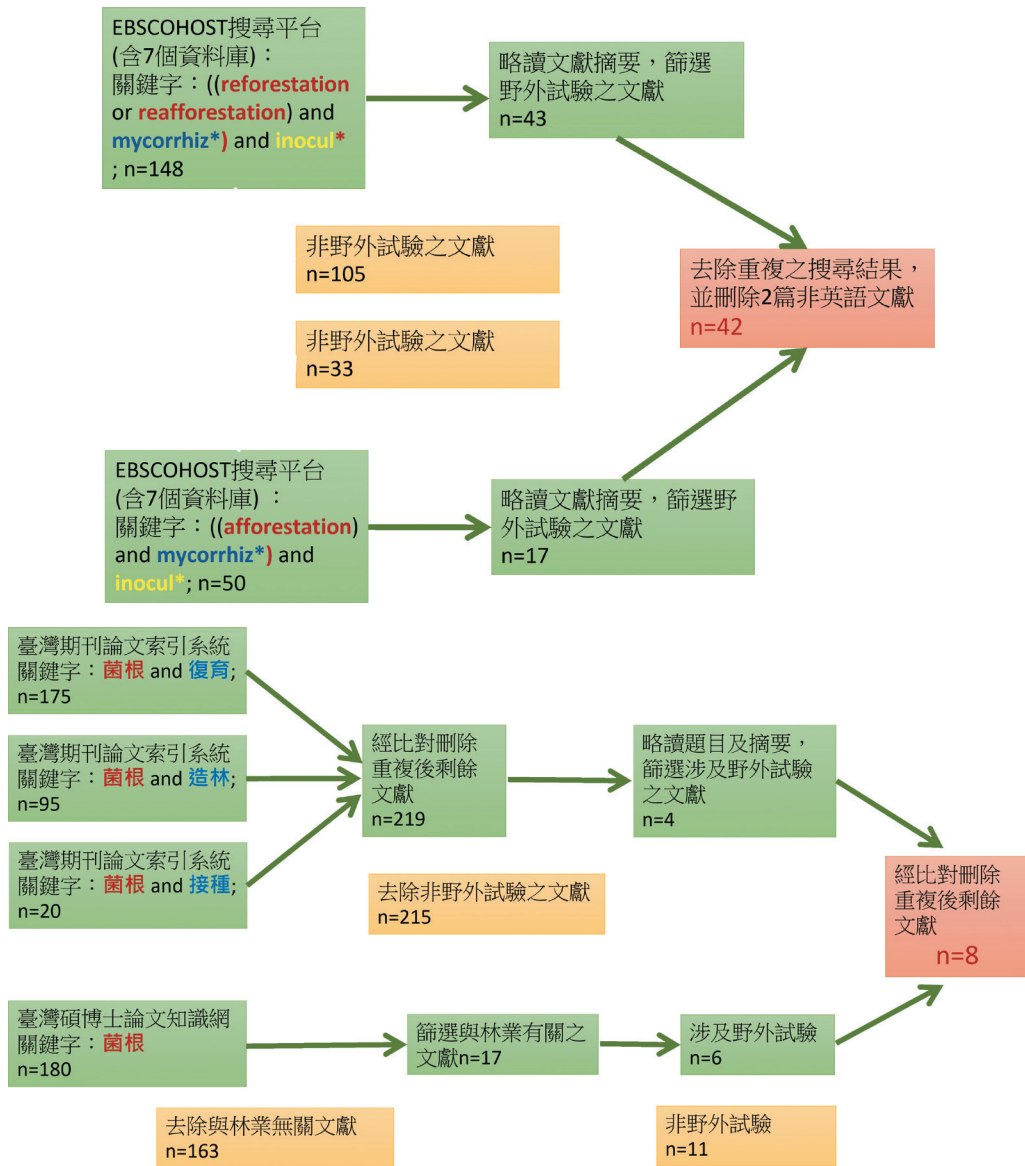 EBSCOHOST搜尋平台
(含7個資料庫)：
關鍵字：((reforestation
or reafforestation) and
mycorrhiz*) and inocul*
; n=148
略讀文獻摘要，篩選
野外試驗之文獻
n=43
非野外試驗之文獻
n=105
去除重複之搜尋結果，
並刪除2篇非英語文獻
n=42
非野外試驗之文獻
n=33
EBSCOHOST搜尋平台
(含7個資料庫)：
關鍵字：((afforestation)
and mycorrhiz*) and
inocul*; n=50
略讀文獻摘要，篩選野
外試驗之文獻
n=17
臺灣期刊論文索引系統
關鍵字：菌根 and 復育;
n=175
臺灣期刊論文索引系統
關鍵字：菌根 and 造林;
n=95
臺灣期刊論文索引系統
關鍵字：菌根 and 接種;
n=20
經比對刪除
重複後剩餘
文獻
n=219
略讀題目及摘要，
篩選涉及野外試驗
之文獻
n=4
去除非野外試驗之文獻
n=215
經比對刪除
重複後剩餘
文獻
n=8
臺灣碩博士論文知識網
關鍵字：菌根
n=180
篩選與林業有關之
文獻n=17
涉及野外試驗
n=6
去除與林業無關文獻
n=163
非野外試驗
n=11